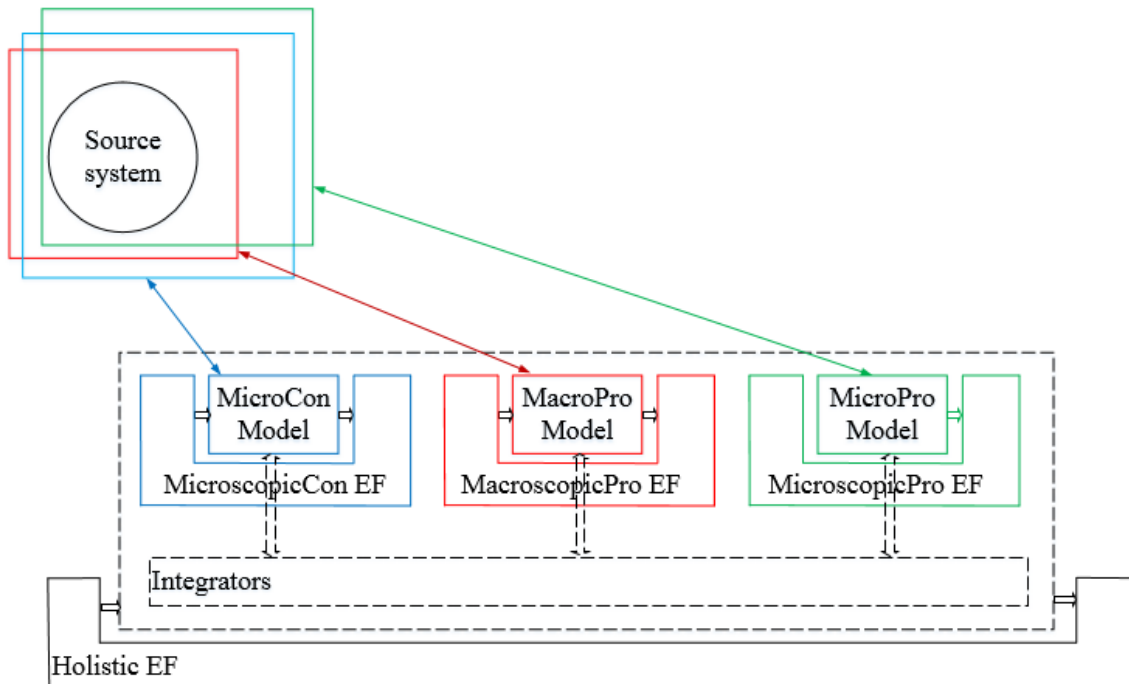 Source
system
MicroCon
Model
MacroPro
Model
MicroPro
Model
MicroscopicCon EF
MacroscopicPro EF
MicroscopicPro EF
Integrators
Holistic EF